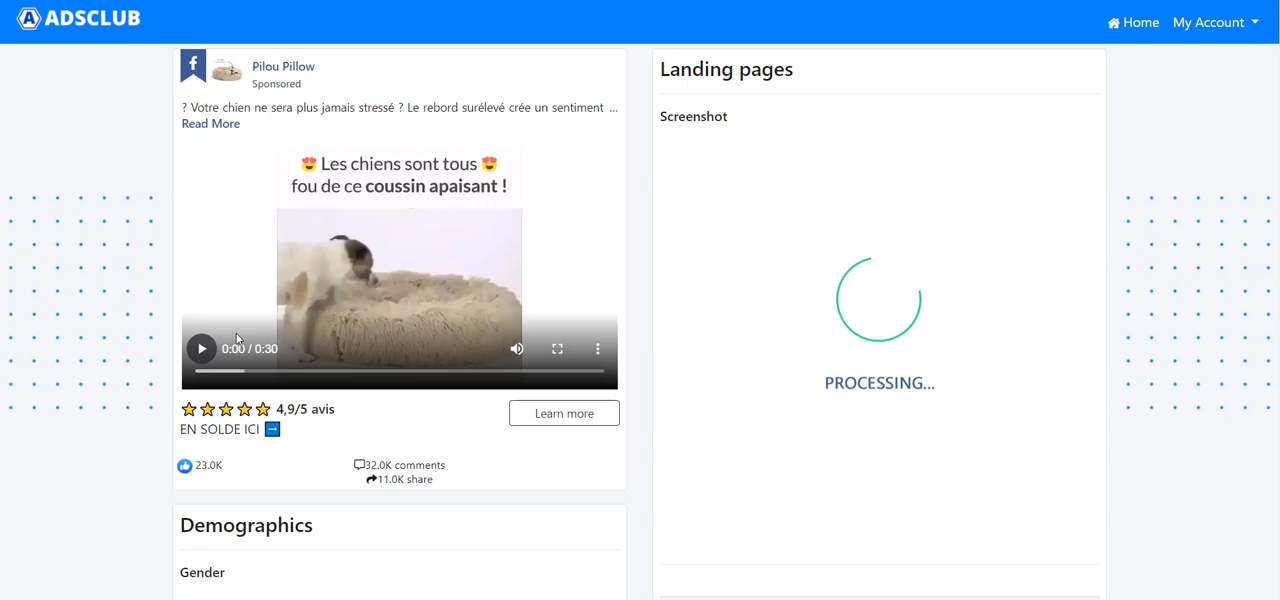 ADSCLUB
Home
My Account
Pilou Pillow
Sponsored
? Votre chien ne sera plus jamais stressé ? Le rebord surélevé crée un sentiment ...
Read More
😍 Les chiens sont tous 😍
fou de ce coussin apaisant !
0:00 / 0:30
4,9/5 avis
Learn more
EN SOLDE ICI ➡
23.0K
32.0K comments
11.0K share
Demographics
Gender
Landing pages
Screenshot
PROCESSING...